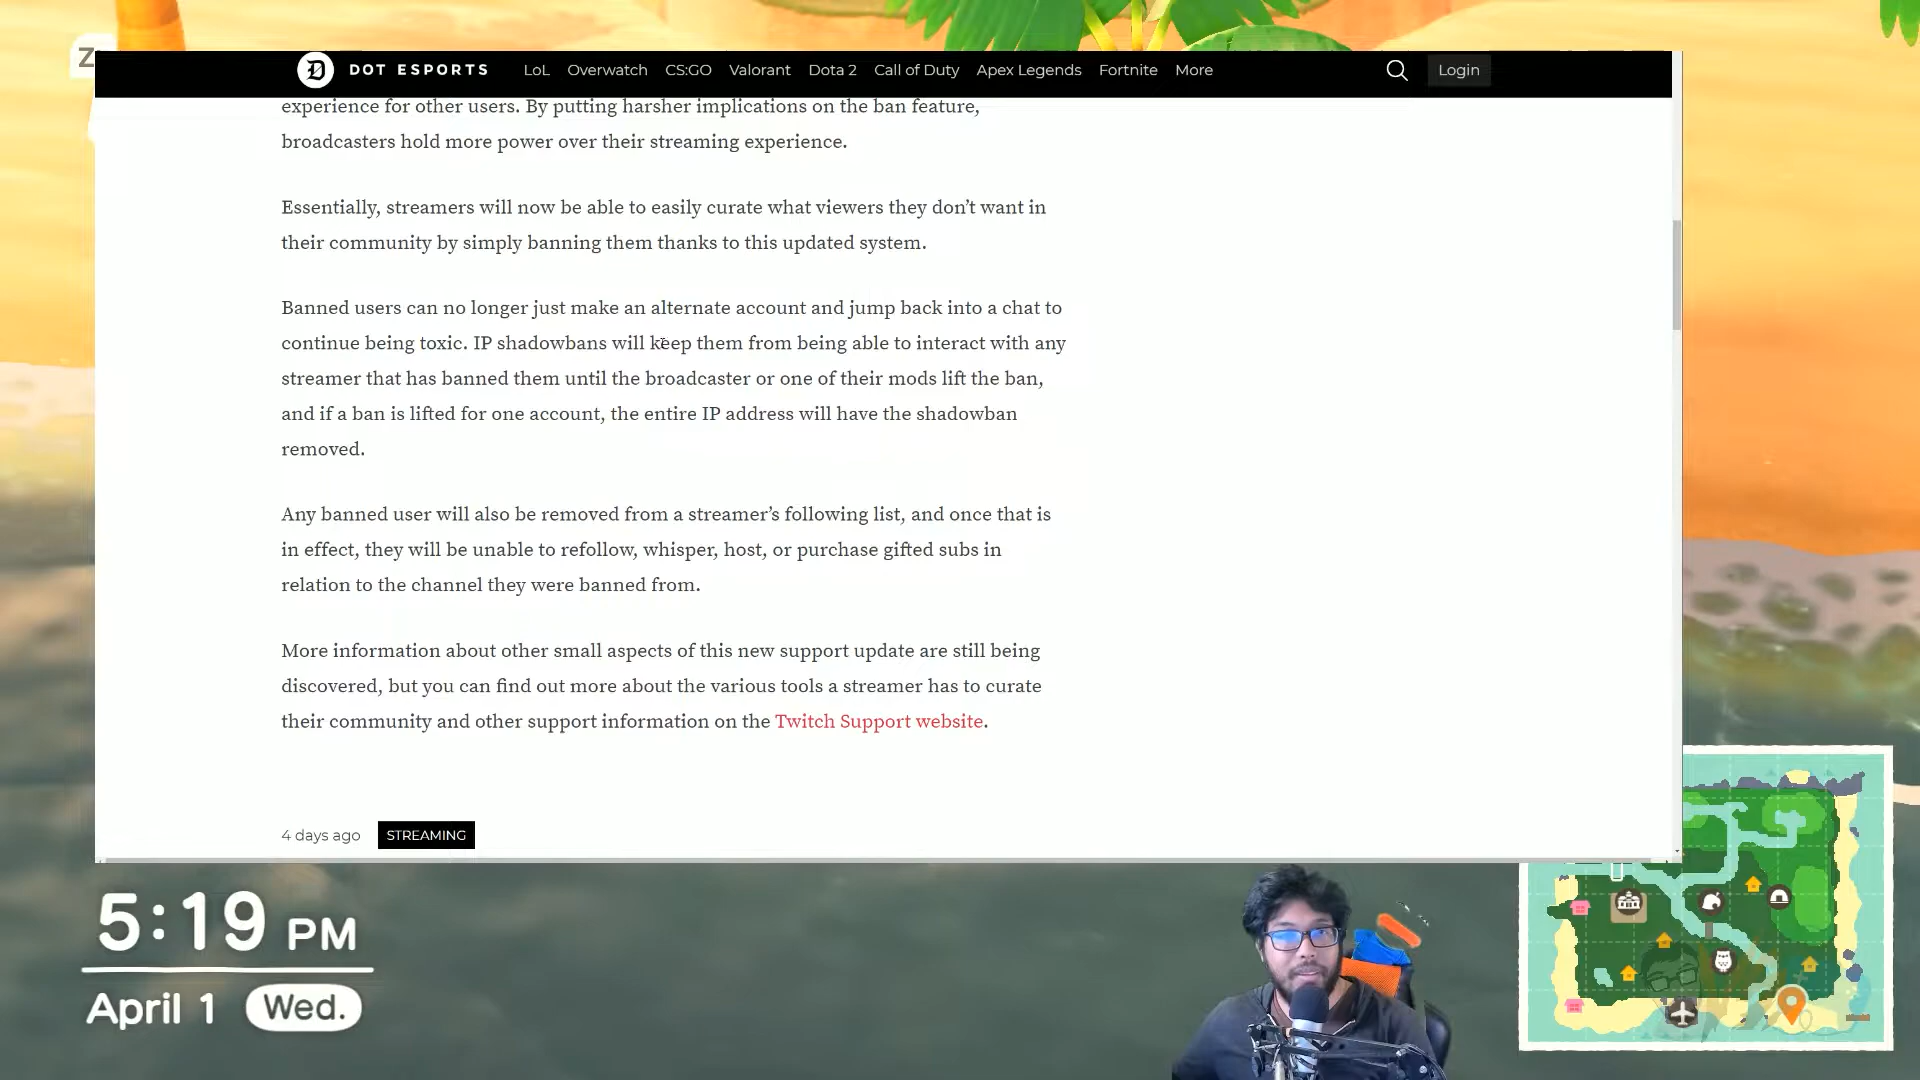 Z
DOT ESPORTS LoL Overwatch CS:GO Valorant Dota 2 Call of Duty Apex Legends Fortnite More Login
experience for other users. By putting harsher implications on the ban feature,
broadcasters hold more power over their streaming experience.
Essentially, streamers will now be able to easily curate what viewers they don’t want in
their community by simply banning them thanks to this updated system.
Banned users can no longer just make an alternate account and jump back into a chat to
continue being toxic. IP shadowbans will keep them from being able to interact with any
streamer that has banned them until the broadcaster or one of their mods lift the ban,
and if a ban is lifted for one account, the entire IP address will have the shadowban
removed.
Any banned user will also be removed from a streamer’s following list, and once that is
in effect, they will be unable to refollow, whisper, host, or purchase gifted subs in
relation to the channel they were banned from.
More information about other small aspects of this new support update are still being
discovered, but you can find out more about the various tools a streamer has to curate
their community and other support information on the Twitch Support website.
4 days ago STREAMING
5:19 PM
April 1 Wed.